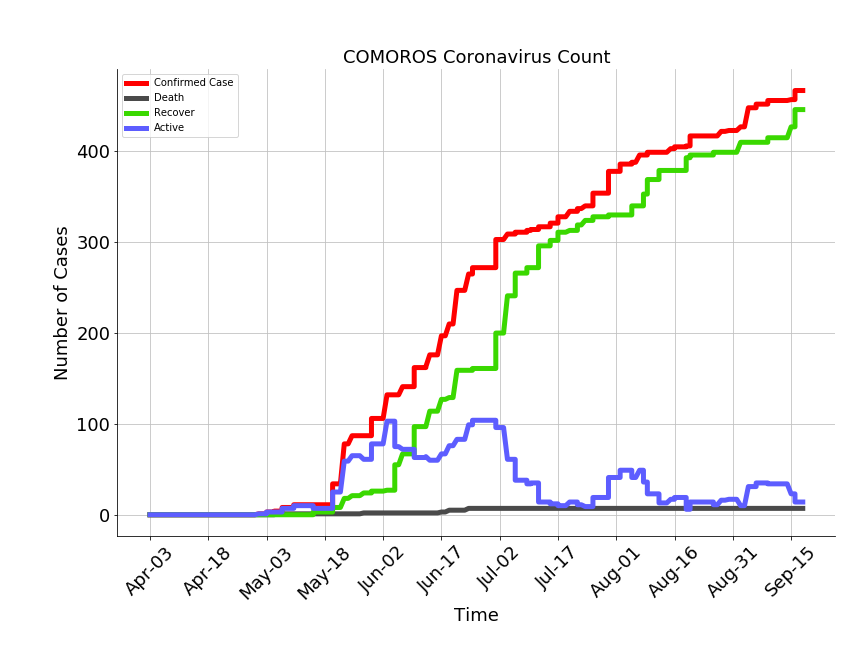 COMOROS Coronavirus Count
Confirmed Case
Death
Recover
Active
Number of Cases
400
300
200
100
0
Apr-03
Apr-18
May-03
May-18
Jun-02
Jun-17
Jul-02
Jul-17
Aug-01
Aug-16
Aug-31
Sep-15
Time